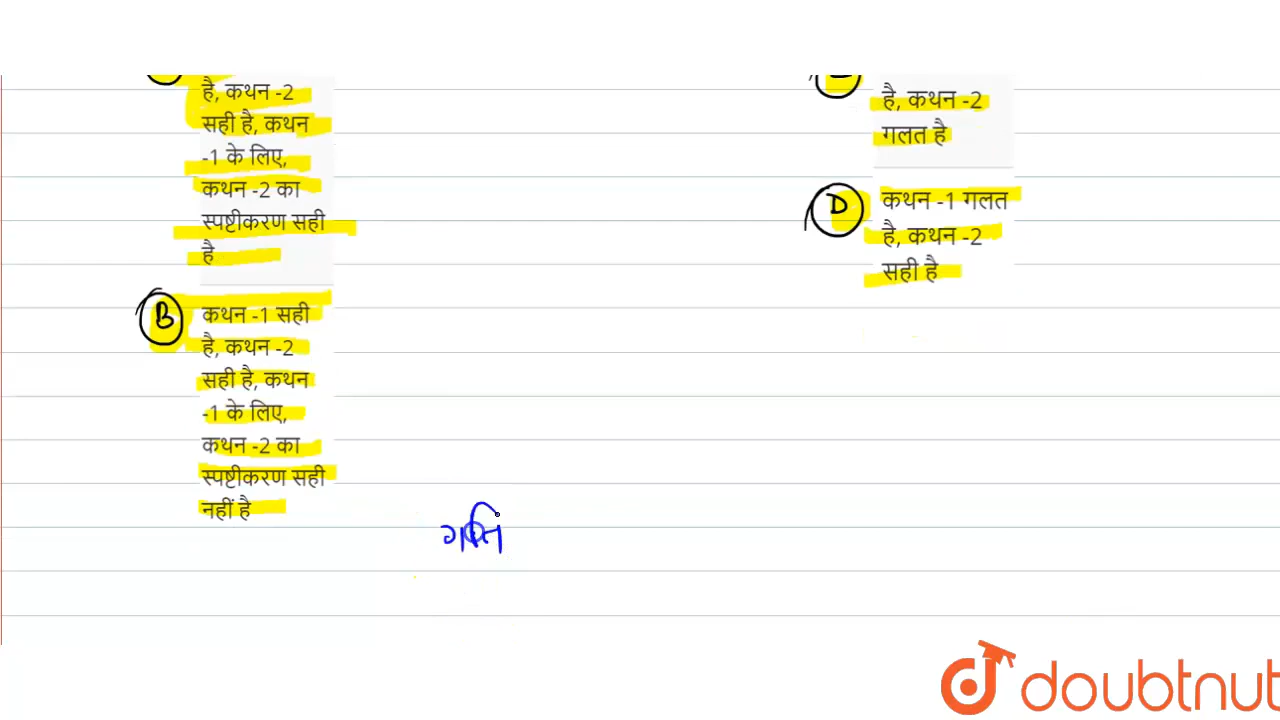 है, कथन -2
सही है, कथन
-1 के लिए,
कथन -2 का
स्पष्टीकरण सही
है
B
कथन -1 सही
है, कथन -2
सही है, कथन
-1 के लिए,
कथन -2 का
स्पष्टीकरण सही
नहीं है
है, कथन -2
गलत है
D
कथन -1 गलत
है, कथन -2
सही है
गति
doubtnut